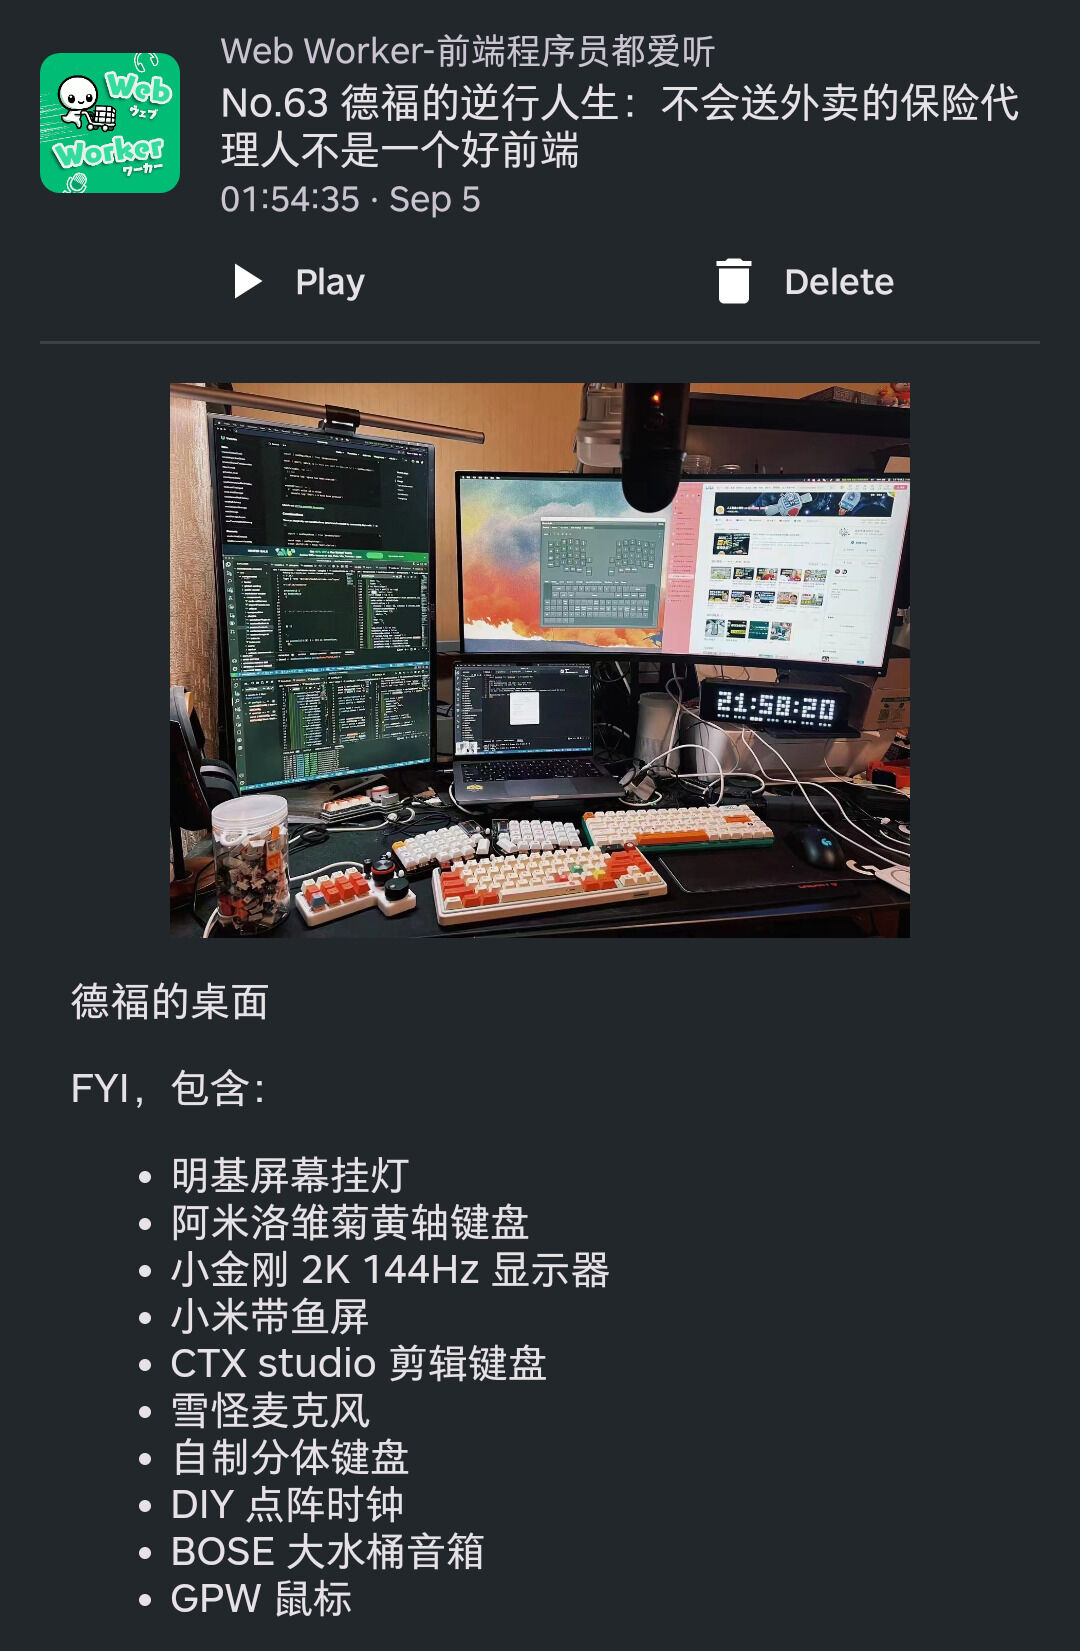 Web Worker-前端程序员都爱听
Web
ウェブ
Worker
ワーカー
No.63 德福的逆行人生：不会送外卖的保险代
理人不是一个好前端
01:54:35 · Sep 5
Play
Delete
21:58:20
德福的桌面
FYI，包含：
• 明基屏幕挂灯
• 阿米洛雏菊黄轴键盘
• 小金刚 2K 144Hz 显示器
• 小米带鱼屏
• CTX studio 剪辑键盘
• 雪怪麦克风
• 自制分体键盘
• DIY 点阵时钟
• BOSE 大水桶音箱
• GPW 鼠标